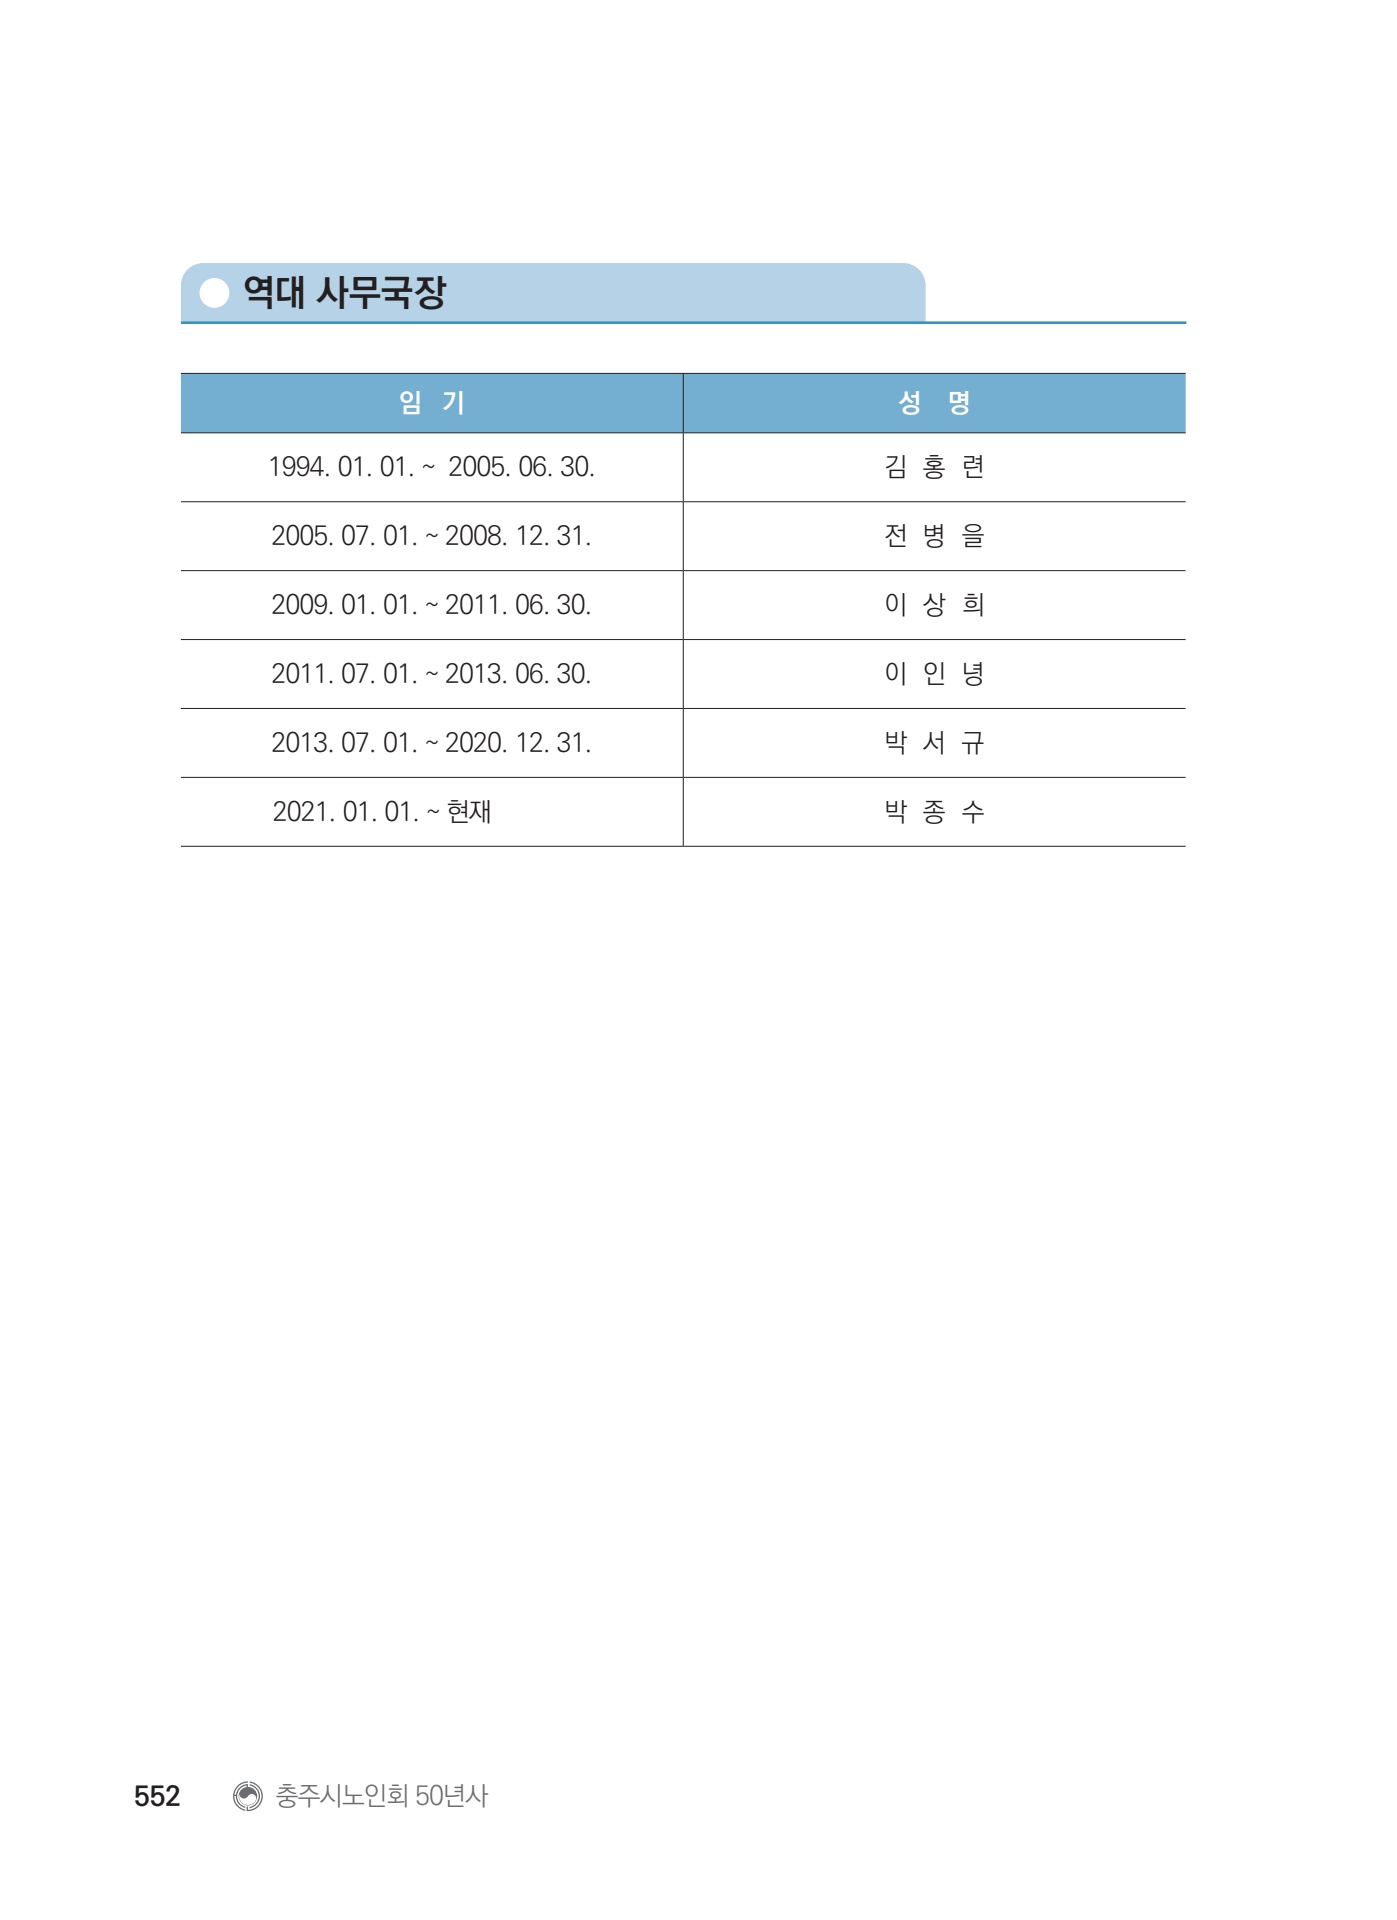 역대 사무국장
임 기 성 명
1994. 01. 01. ~ 2005. 06. 30. 김 홍 련
2005. 07. 01. ~ 2008. 12. 31. 전 병 을
2009. 01. 01. ~ 2011. 06. 30. 이 상 희
2011. 07. 01. ~ 2013. 06. 30. 이 인 녕
2013. 07. 01. ~ 2020. 12. 31. 박 서 규
2021. 01. 01. ~ 현재 박 종 수
552 충주시노인회 50년사